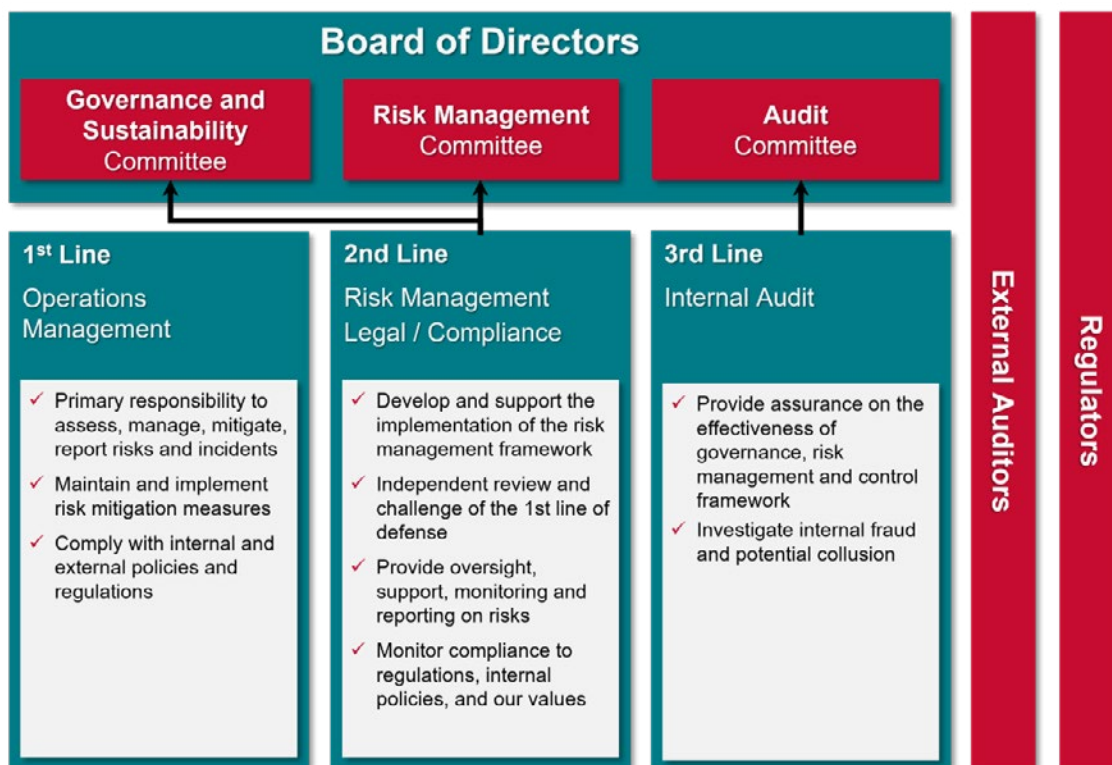 Board of Directors
Governance and
Sustainability
Committee
Risk Management
Committee
Audit
Committee
1st Line
Operations
Management
✓ Primary responsibility to
assess, manage, mitigate,
report risks and incidents
✓ Maintain and implement
risk mitigation measures
✓ Comply with internal and
external policies and
regulations
2nd Line
Risk Management
Legal / Compliance
✓ Develop and support the
implementation of the risk
management framework
✓ Independent review and
challenge of the 1st line of
defense
✓ Provide oversight,
support, monitoring and
reporting on risks
✓ Monitor compliance to
regulations, internal
policies, and our values
3rd Line
Internal Audit
✓ Provide assurance on the
effectiveness of
governance, risk
management and control
framework
✓ Investigate internal fraud
and potential collusion
External Auditors
Regulators